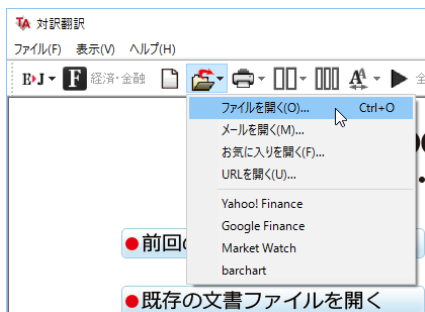 TA 対訳翻訳
ファイル(F) 表示(V) ヘルプ(H)
E▸J F 経済・金融 A 全
ファイルを開く(O)... Ctrl+O
メールを開く(M)...
お気に入りを開く(F)...
URLを開く(U)...
Yahoo! Finance
Google Finance
Market Watch
barchart
●前回
●既存の文書ファイルを開く